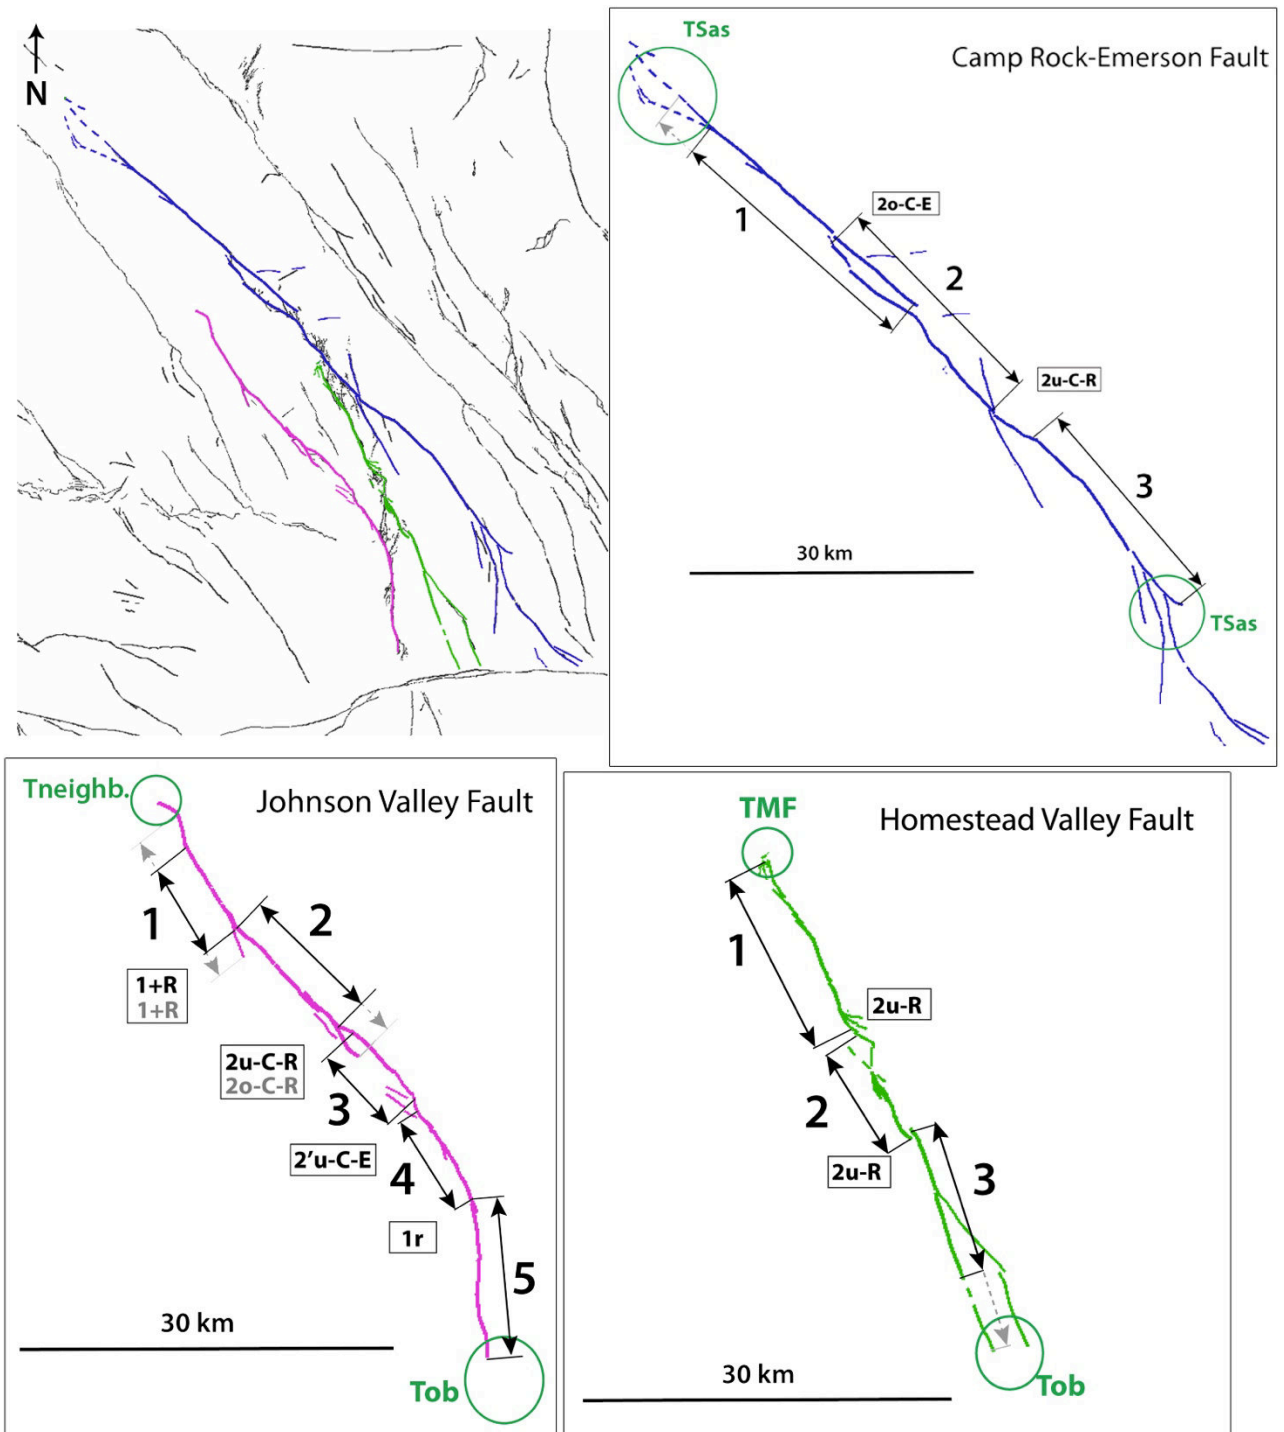 N
TSas
Camp Rock-Emerson Fault
1
2o-C-E
2
2u-C-R
3
30 km
TSas
Tneighb.
Johnson Valley Fault
1
2
1+R
1+R
2u-C-R
2o-C-R
3
2’u-C-E
4
1r
5
30 km
Tob
TMF
Homestead Valley Fault
1
2u-R
2
2u-R
3
30 km
Tob